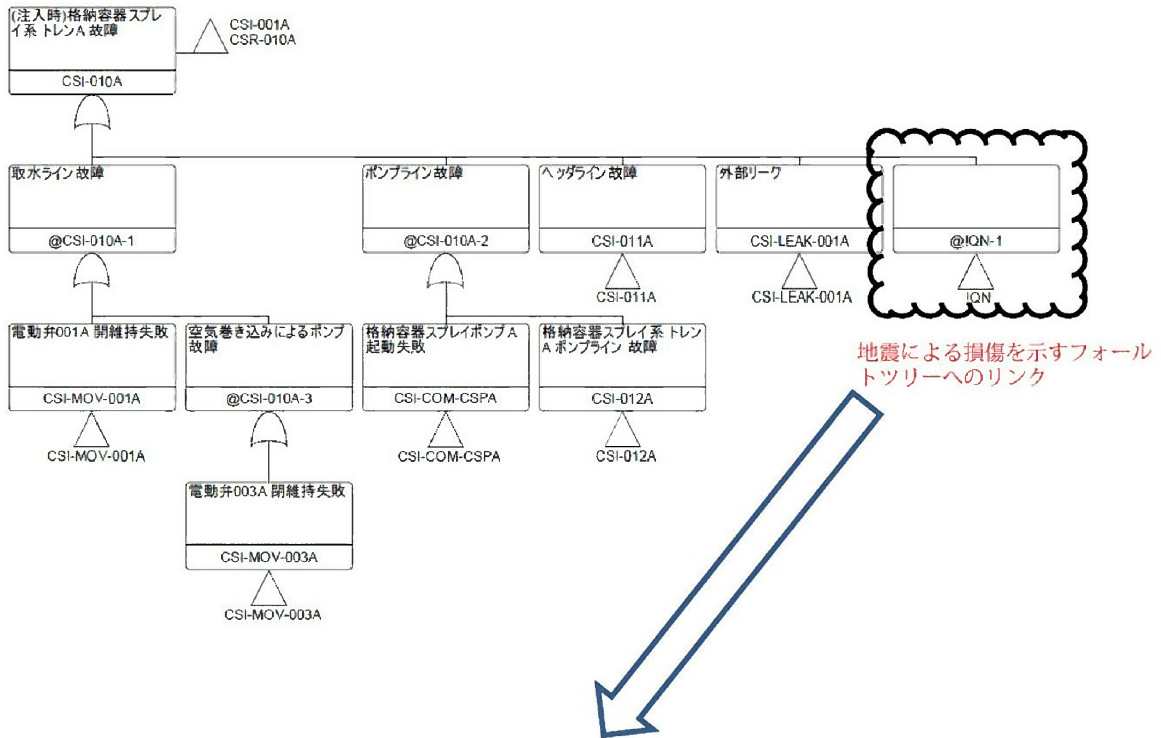 (注入時)格納容器スプレ
イ系 トレンA 故障
CSI-010A
CSI-001A
CSR-010A
取水ライン 故障
@CSI-010A-1
ポンプライン 故障
@CSI-010A-2
ヘッダライン 故障
CSI-011A
CSI-011A
外部リーク
CSI-LEAK-001A
CSI-LEAK-001A
@IQN-1
IQN
電動弁001A 開維持失敗
CSI-MOV-001A
CSI-MOV-001A
空気巻き込みによるポンプ
故障
@CSI-010A-3
格納容器スプレイポンプ A
起動失敗
CSI-COM-CSPA
CSI-COM-CSPA
格納容器スプレイ系 トレン
A ポンプライン 故障
CSI-012A
CSI-012A
地震による損傷を示すフォール
トツリーへのリンク
電動弁003A 閉維持失敗
CSI-MOV-003A
CSI-MOV-003A